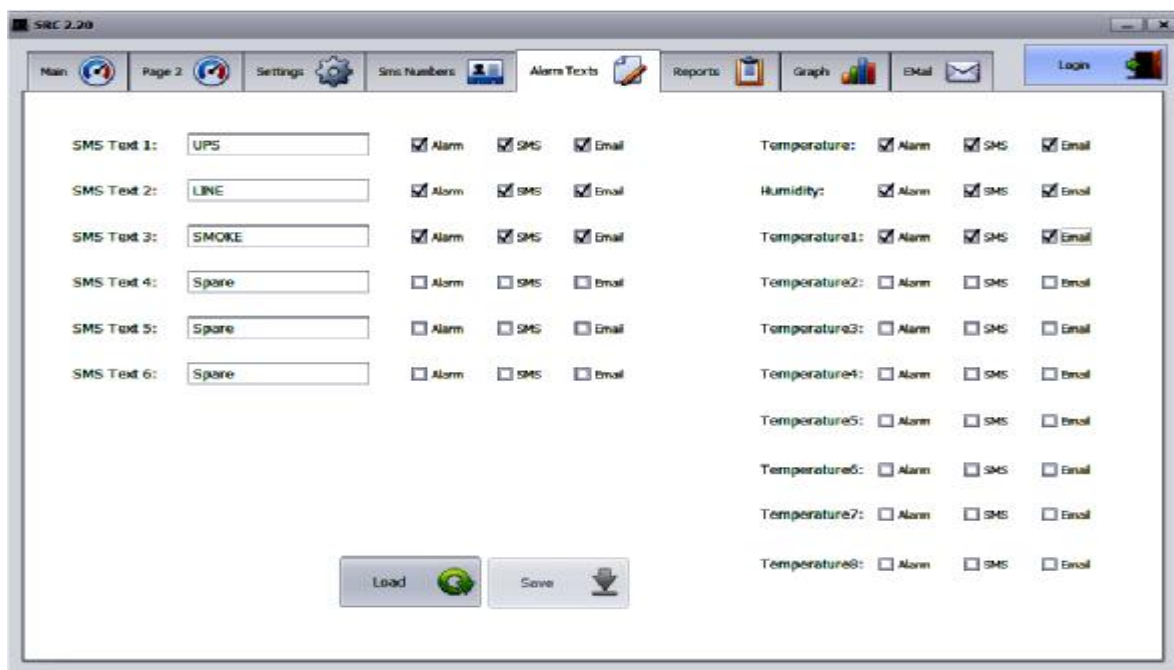 SRC 2.20
Main Page 2 Settings Sms Numbers Alarm Texts Reports Graph EMail Login
SMS Text 1: UPS Alarm SMS Email Temperature: Alarm SMS Email
SMS Text 2: LINE Alarm SMS Email Humidity: Alarm SMS Email
SMS Text 3: SMOKE Alarm SMS Email Temperature1: Alarm SMS Email
SMS Text 4: Spare Alarm SMS Email Temperature2: Alarm SMS Email
SMS Text 5: Spare Alarm SMS Email Temperature3: Alarm SMS Email
SMS Text 6: Spare Alarm SMS Email Temperature4: Alarm SMS Email
Temperature5: Alarm SMS Email
Temperature6: Alarm SMS Email
Temperature7: Alarm SMS Email
Temperature8: Alarm SMS Email
Load Save